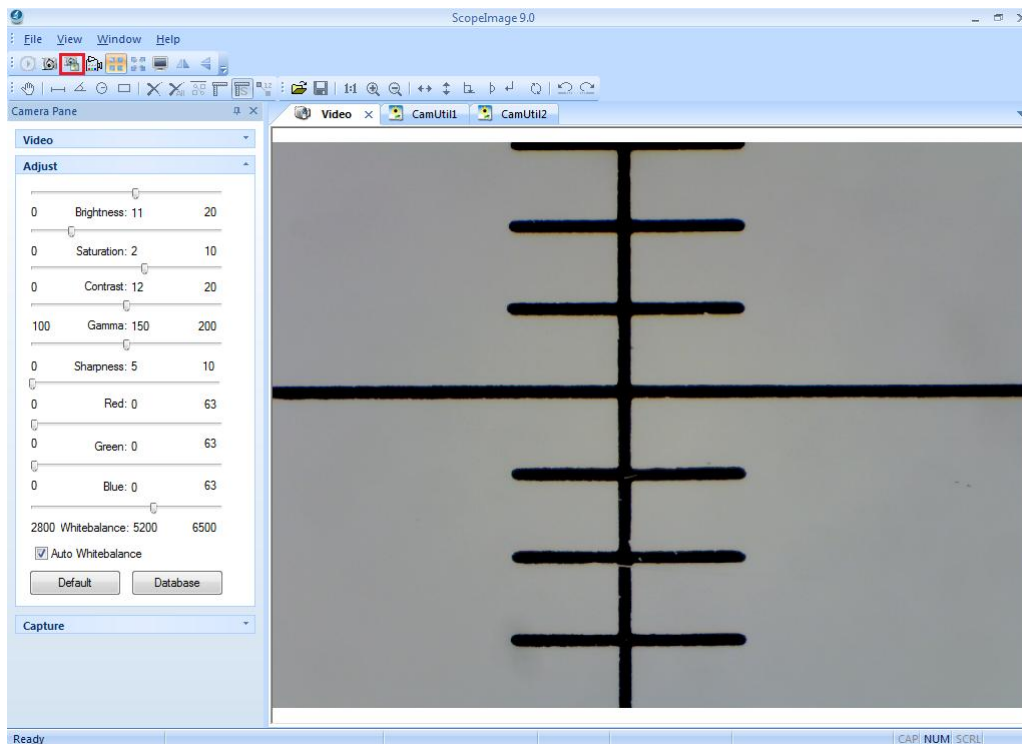 ScopeImage 9.0
File View Window Help
1:1
Camera Pane
Video CamUtil1 CamUtil2
Video
Adjust
0 Brightness: 11 20
0 Saturation: 2 10
0 Contrast: 12 20
100 Gamma: 150 200
0 Sharpness: 5 10
0 Red: 0 63
0 Green: 0 63
0 Blue: 0 63
2800 Whitebalance: 5200 6500
Auto Whitebalance
Default Database
Capture
Ready CAP NUM SCRL